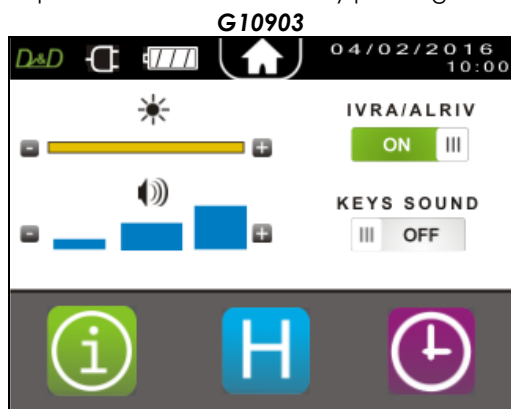 G10903
D&D
04/02/2016
10:00
IVRA/ALRIV
ON
KEYS SOUND
OFF
i
H